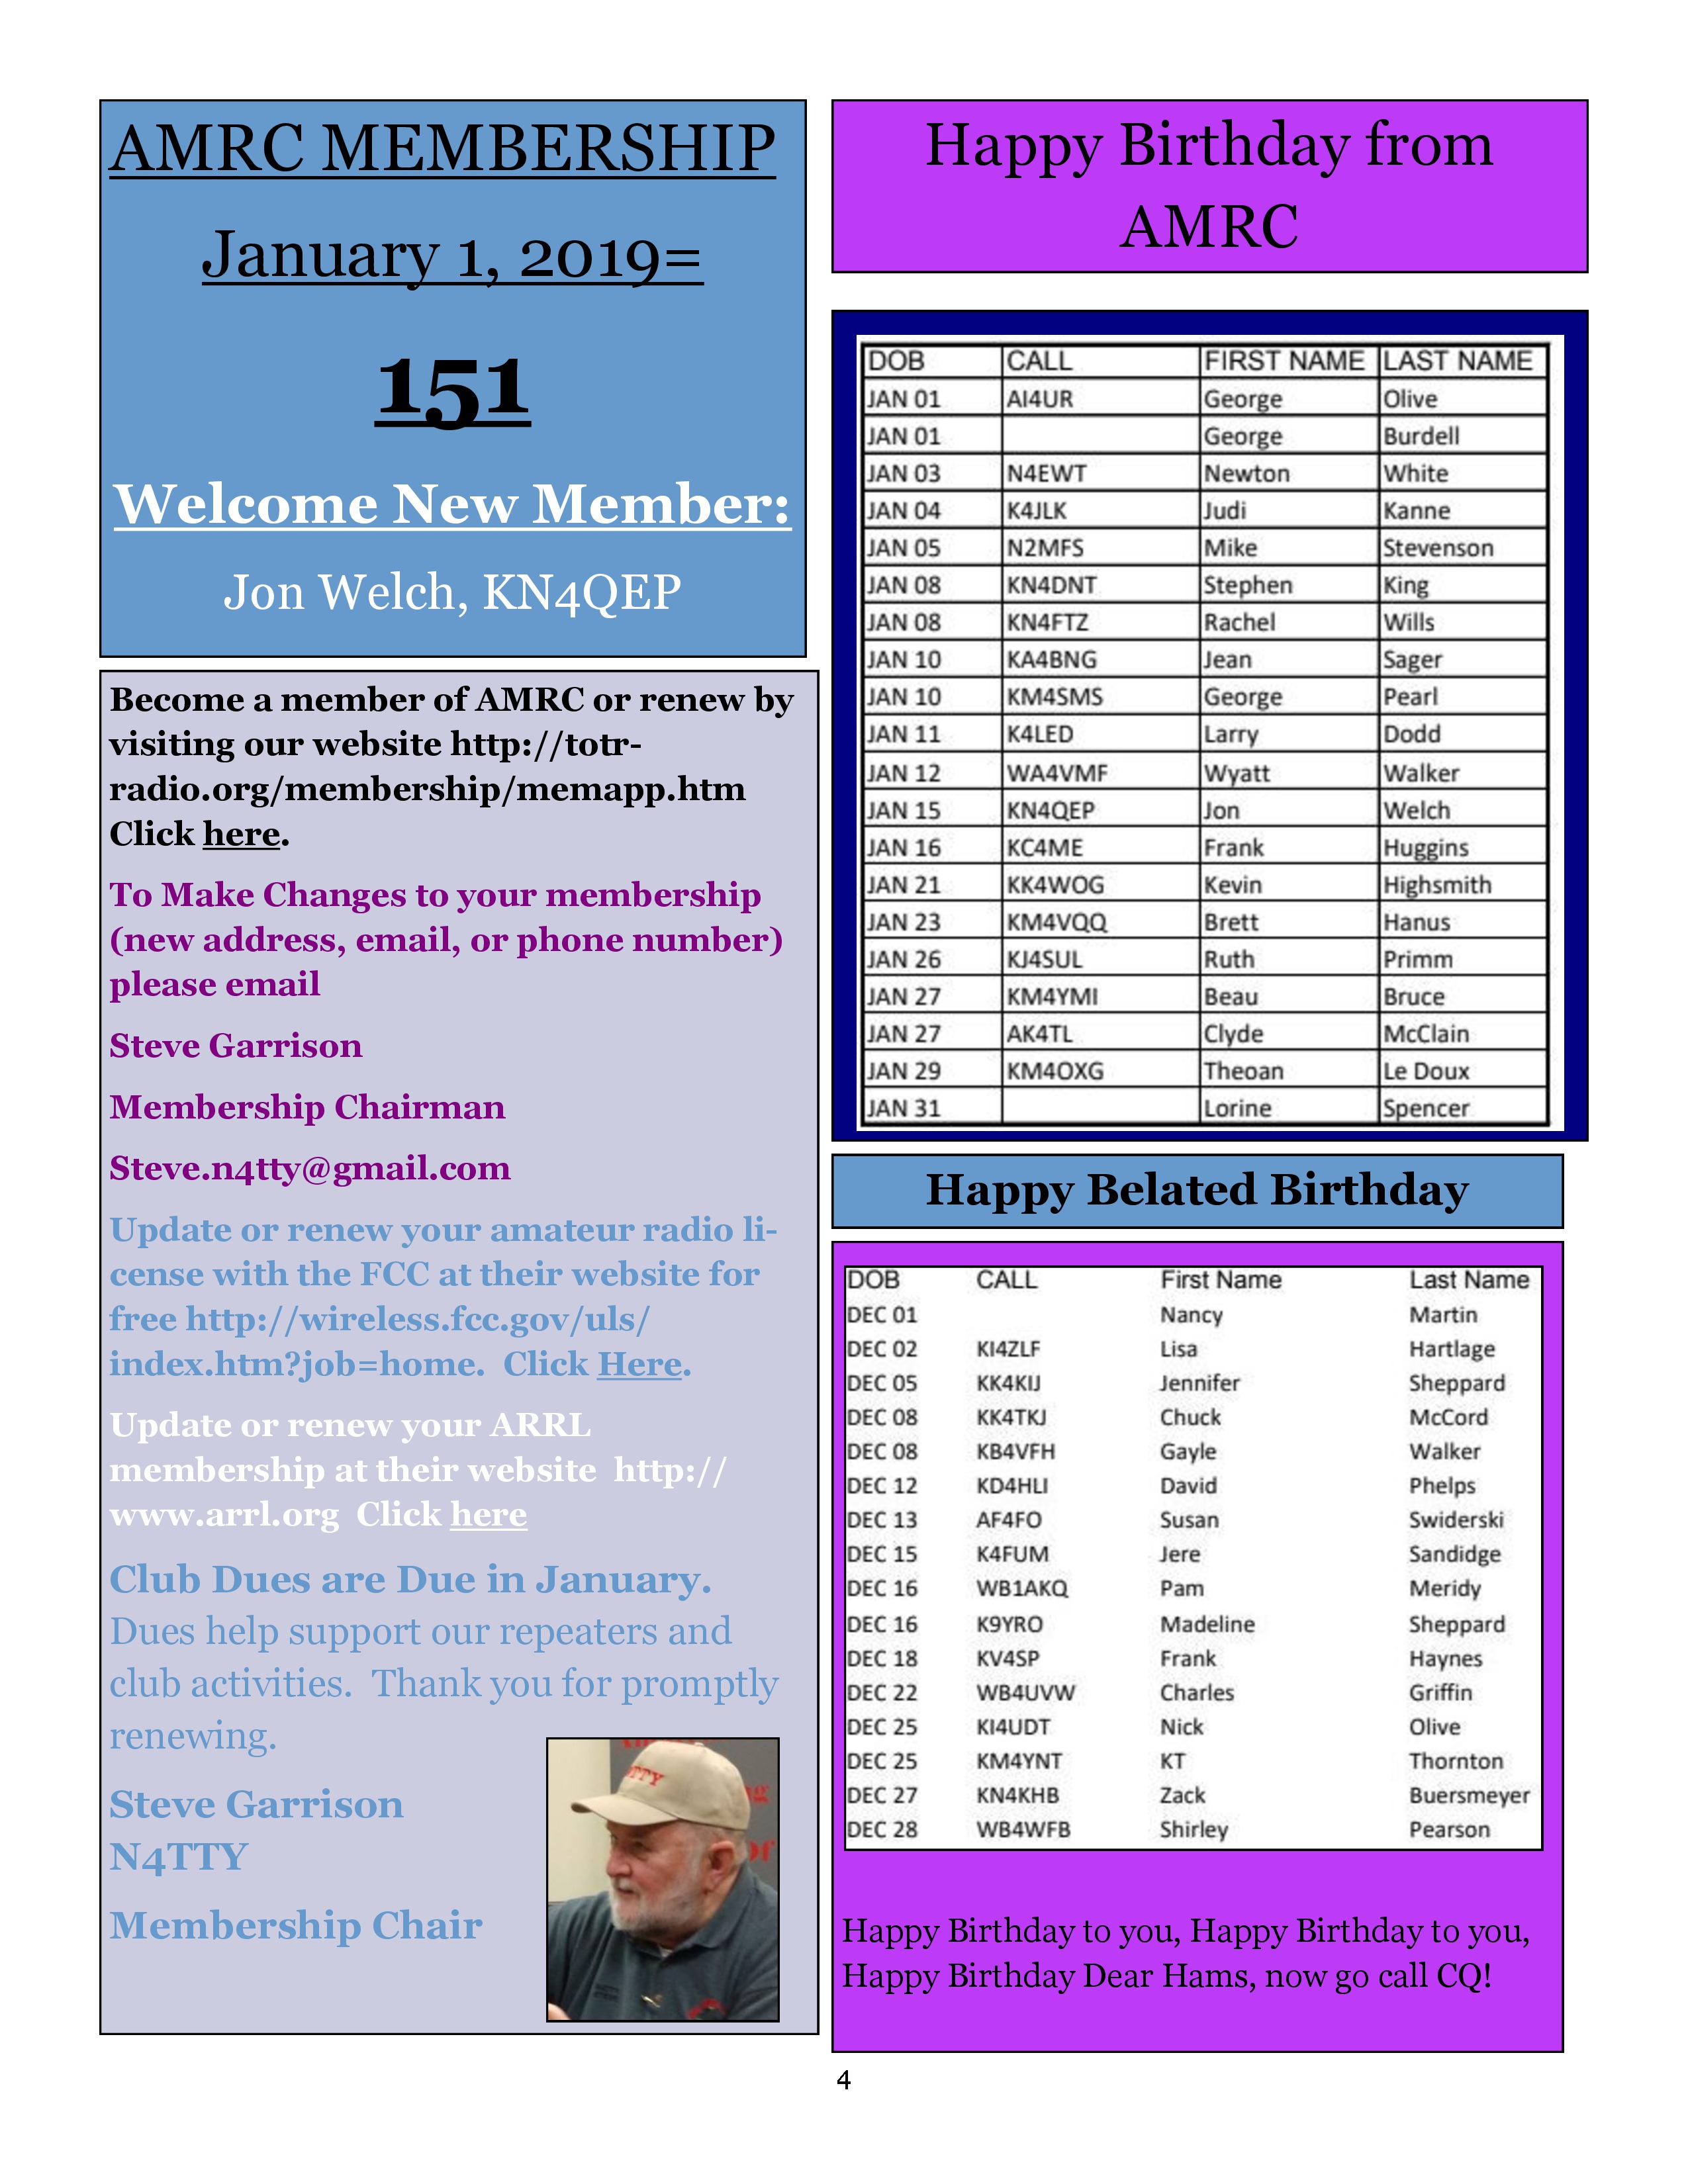 AMRC MEMBERSHIP
January 1, 2019=
151
Welcome New Member:
Jon Welch, KN4QEP
Become a member of AMRC or renew by
visiting our website http://totr-
radio.org/membership/memapp.htm
Click here.
To Make Changes to your membership
(new address, email, or phone number)
please email
Steve Garrison
Membership Chairman
Steve.n4tty@gmail.com
Update or renew your amateur radio li-
cense with the FCC at their website for
free http://wireless.fcc.gov/uls/
index.htm?job=home.  Click Here.
Update or renew your ARRL
membership at their website  http://
www.arrl.org  Click here
Club Dues are Due in January.
Dues help support our repeaters and
club activities.  Thank you for promptly
renewing.
Steve Garrison
N4TTY
Membership Chair
Happy Birthday from
AMRC
DOB CALL FIRST NAME LAST NAME
JAN 01 AI4UR George Olive
JAN 01 George Burdell
JAN 03 N4EWT Newton White
JAN 04 K4JLK Judi Kanne
JAN 05 N2MFS Mike Stevenson
JAN 08 KN4DNT Stephen King
JAN 08 KN4FTZ Rachel Wills
JAN 10 KA4BNG Jean Sager
JAN 10 KM4SMS George Pearl
JAN 11 K4LED Larry Dodd
JAN 12 WA4VMF Wyatt Walker
JAN 15 KN4QEP Jon Welch
JAN 16 KC4ME Frank Huggins
JAN 21 KK4WOG Kevin Highsmith
JAN 23 KM4VQQ Brett Hanus
JAN 26 KJ4SUL Ruth Primm
JAN 27 KM4YMI Beau Bruce
JAN 27 AK4TL Clyde McClain
JAN 29 KM4OXG Theoan Le Doux
JAN 31 Lorine Spencer
Happy Belated Birthday
DOB CALL First Name Last Name
DEC 01 Nancy Martin
DEC 02 KI4ZLF Lisa Hartlage
DEC 05 KK4KIJ Jennifer Sheppard
DEC 08 KK4TKJ Chuck McCord
DEC 08 KB4VFH Gayle Walker
DEC 12 KD4HLI David Phelps
DEC 13 AF4FO Susan Swiderski
DEC 15 K4FUM Jere Sandidge
DEC 16 WB1AKQ Pam Meridy
DEC 16 K9YRO Madeline Sheppard
DEC 18 KV4SP Frank Haynes
DEC 22 WB4UVW Charles Griffin
DEC 25 KI4UDT Nick Olive
DEC 25 KM4YNT KT Thornton
DEC 27 KN4KHB Zack Buersmeyer
DEC 28 WB4WFB Shirley Pearson
Happy Birthday to you, Happy Birthday to you,
Happy Birthday Dear Hams, now go call CQ!
4